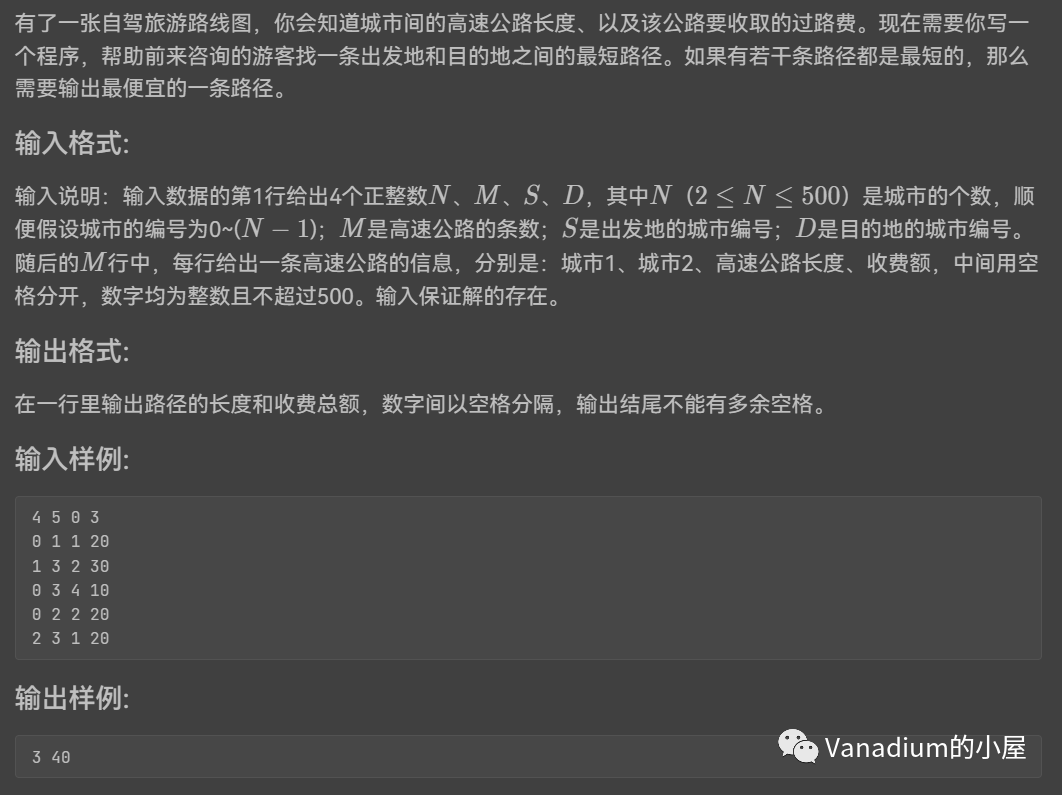 有了一张自驾旅游路线图，你会知道城市间的高速公路长度、以及该公路要收取的过路费。现在需要你写一
个程序，帮助前来咨询的游客找一条出发地和目的地之间的最短路径。如果有若干条路径都是最短的，那么
需要输出最便宜的一条路径。
输入格式:
输入说明：输入数据的第1行给出4个正整数N、M、S、D，其中N（2 ≤ N ≤ 500）是城市的个数，顺
便假设城市的编号为0~(N − 1)；M是高速公路的条数；S是出发地的城市编号；D是目的地的城市编号。
随后的M行中，每行给出一条高速公路的信息，分别是：城市1、城市2、高速公路长度、收费额，中间用空
格分开，数字均为整数且不超过500。输入保证解的存在。
输出格式:
在一行里输出路径的长度和收费总额，数字间以空格分隔，输出结尾不能有多余空格。
输入样例:
4 5 0 3
0 1 1 20
1 3 2 30
0 3 4 10
0 2 2 20
2 3 1 20
输出样例:
3 40
Vanadium的小屋